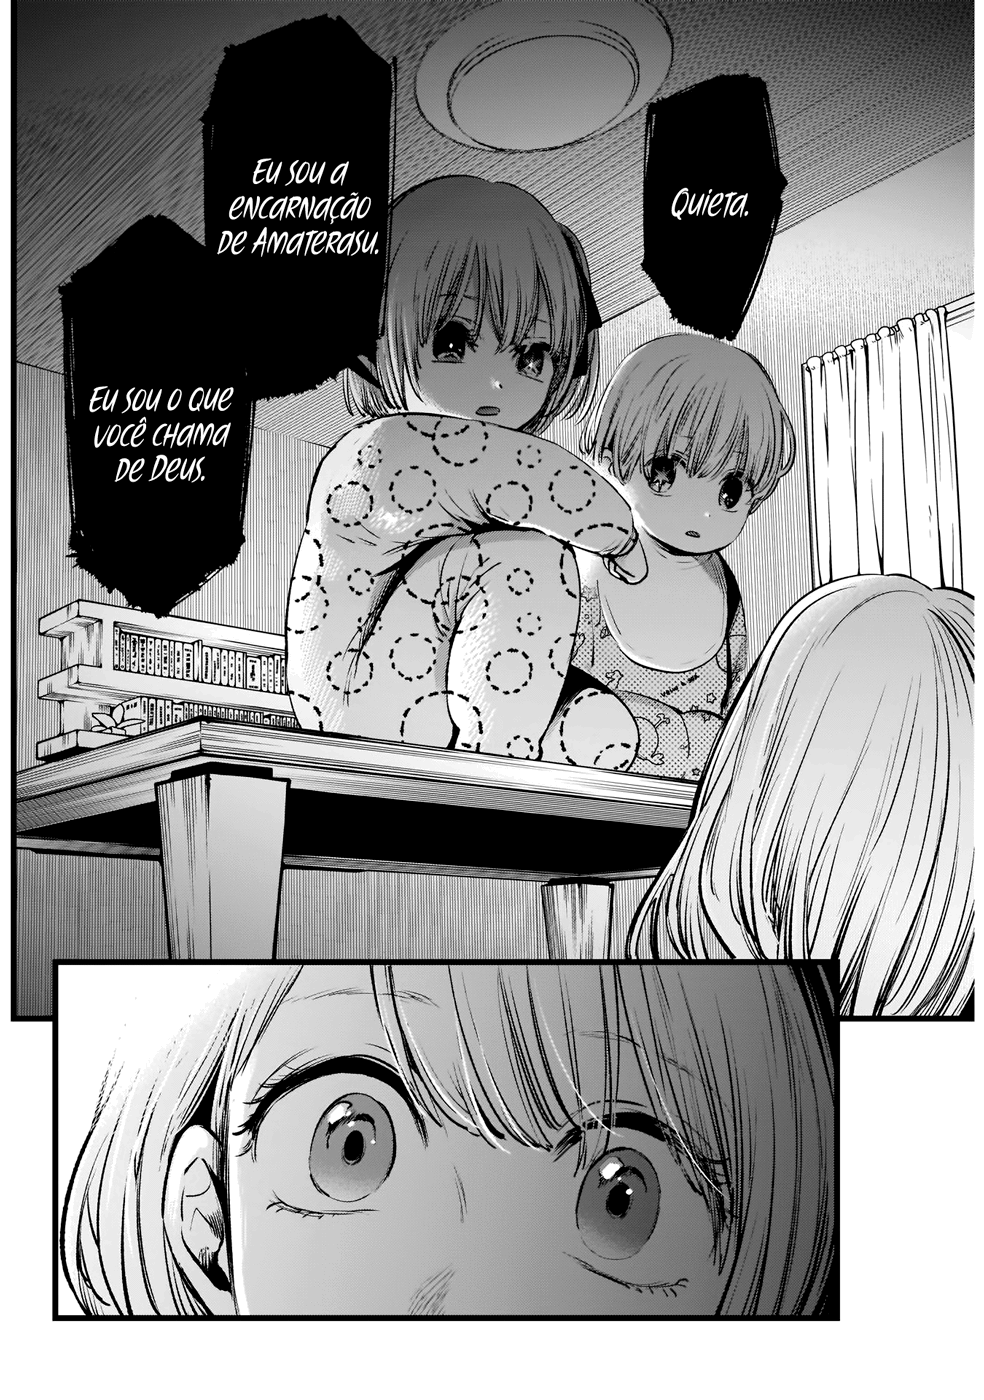 Quieta.
Eu sou a
encarnação
de Amaterasu.
Eu sou o que
você chama
de Deus.